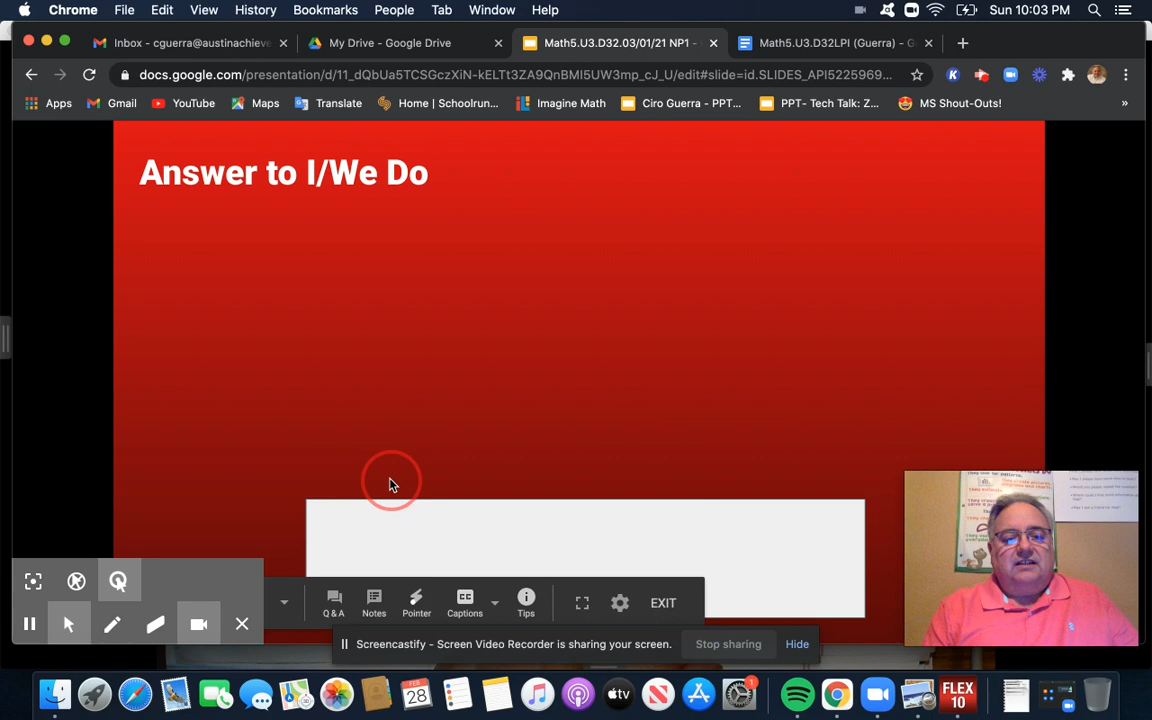 Chrome File Edit View History Bookmarks People Tab Window Help Sun 10:03 PM
Inbox - cguerra@austinachieve My Drive - Google Drive Math5.U3.D32.03/01/21 NP1 - Math5.U3.D32LPI (Guerra) - G
docs.google.com/presentation/d/11_dQbUa5TCSGczXiN-kELTt3ZA9QnBMI5UW3mp_cJ_U/edit#slide=id.SLIDES_API5225969...
Apps Gmail YouTube Maps Translate Home | Schoolrun... Imagine Math Ciro Guerra - PPT... PPT- Tech Talk: Z... MS Shout-Outs! »
Answer to I/We Do
Q & A Notes Pointer Captions Tips EXIT
Screencastify - Screen Video Recorder is sharing your screen. Stop sharing Hide
FEB
28
tv
1
FLEX
10